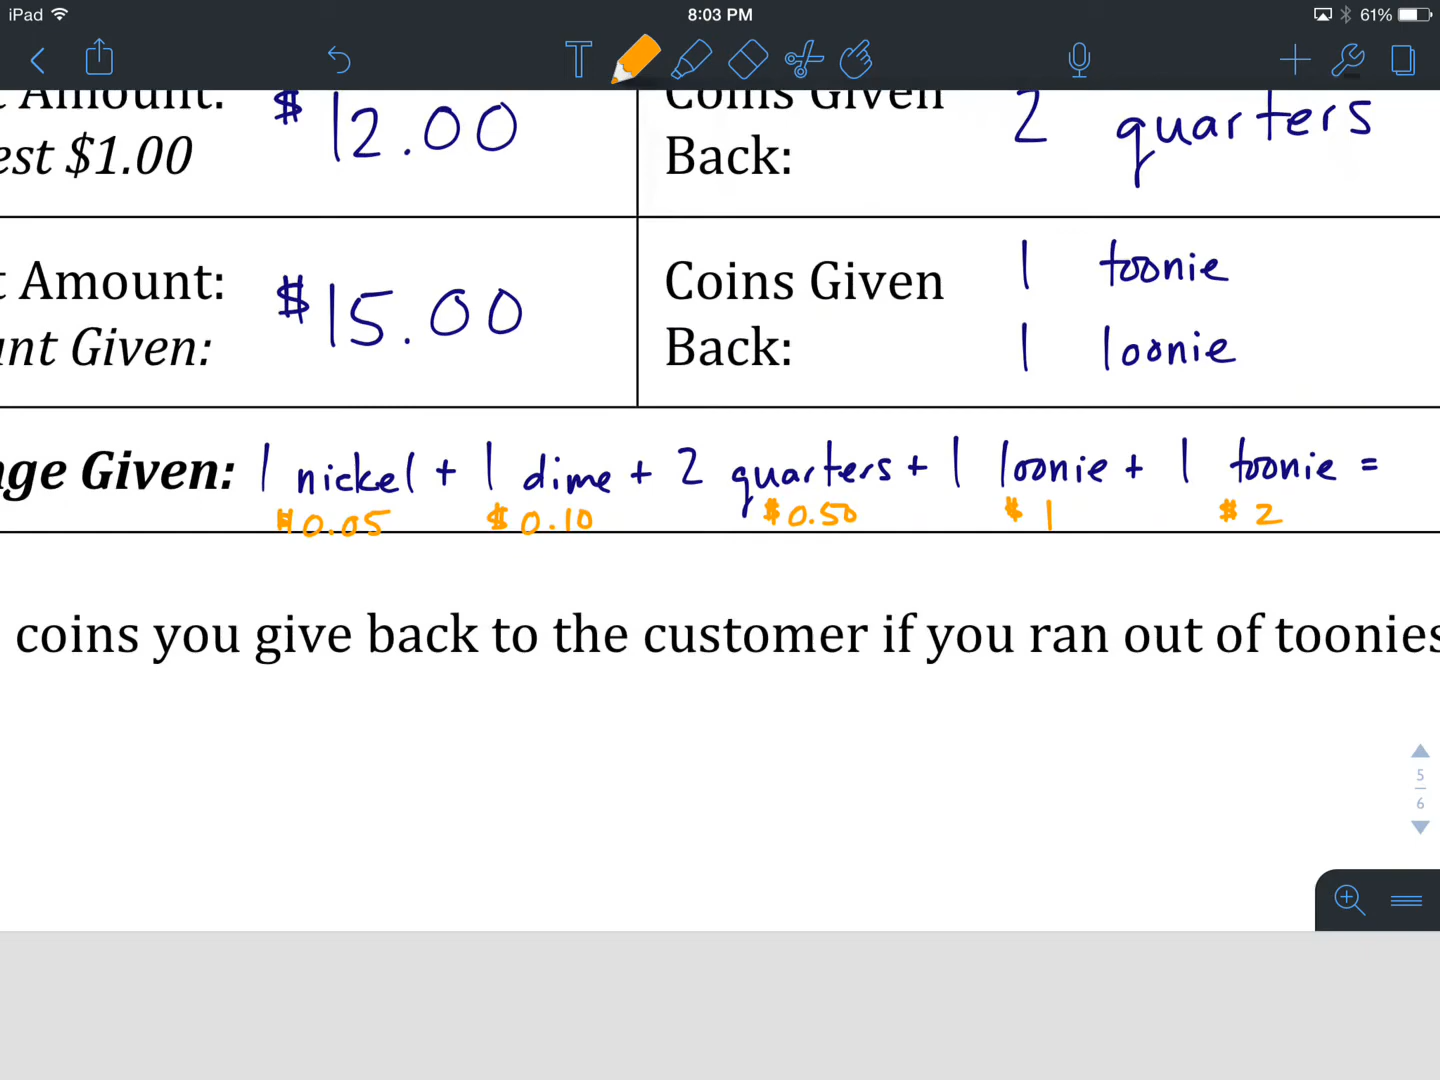 iPad 8:03 PM 61%
T
t Amount: $12.00 Coins Given 2 quarters
est $1.00 Back:
t Amount: $15.00 Coins Given 1 toonie
unt Given: Back: 1 loonie
nge Given: 1 nickel + 1 dime + 2 quarters + 1 loonie + 1 toonie =
$0.05 $0.10 $0.50 $1 $2
coins you give back to the customer if you ran out of toonies
5
6